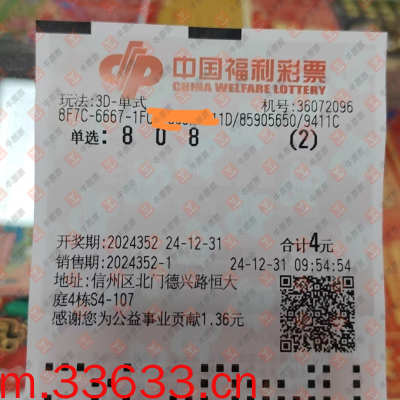 中国福利彩票
CHINA WELFARE LOTTERY
玩法:3D-单式 机号:36072096
8F7C-6667-1F 11D/85905650/9411C
单选: 8 0 8 (2)
开奖期:2024352 24-12-31 合计4元
销售期:2024352-1 24-12-31 09:54:54
地址:信州区北门德兴路恒大
庭4栋S4-107
感谢您为公益事业贡献1.36元
m.33633.cn